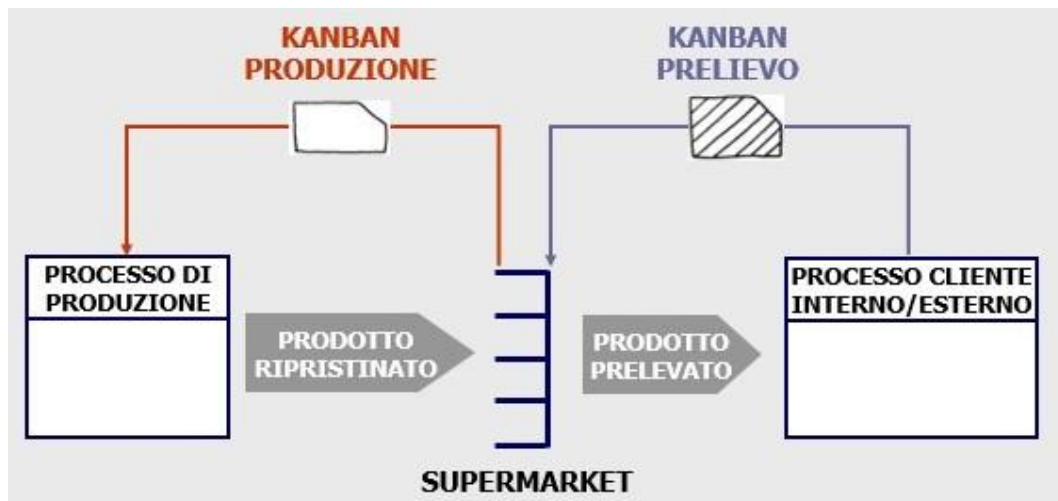 KANBAN
PRODUZIONE
KANBAN
PRELIEVO
PROCESSO DI
PRODUZIONE
PRODOTTO
RIPRISTINATO
PRODOTTO
PRELEVATO
PROCESSO CLIENTE
INTERNO/ESTERNO
SUPERMARKET